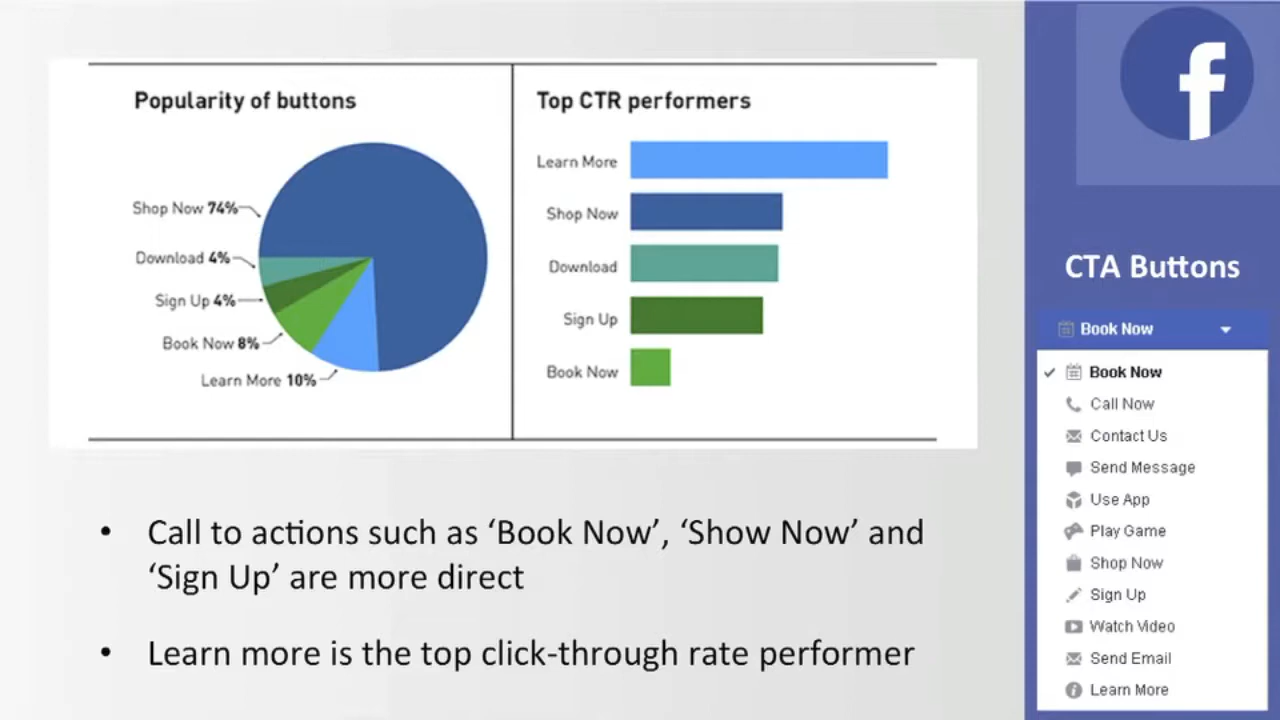 Popularity of buttons
Shop Now 74%
Download 4%
Sign Up 4%
Book Now 8%
Learn More 10%
Top CTR performers
Learn More
Shop Now
Download
Sign Up
Book Now
• Call to actions such as ‘Book Now’, ‘Show Now’ and
‘Sign Up’ are more direct
• Learn more is the top click-through rate performer
f
CTA Buttons
Book Now
Book Now
Call Now
Contact Us
Send Message
Use App
Play Game
Shop Now
Sign Up
Watch Video
Send Email
Learn More